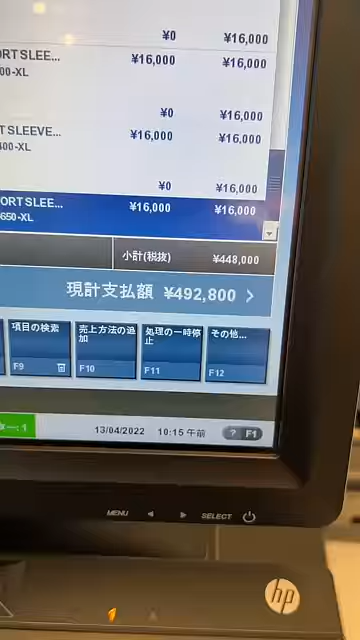 ¥0 ¥16,000
ORT SLEE... ¥16,000 ¥16,000
00-XL
¥0 ¥16,000
T SLEEVE... ¥16,000 ¥16,000
400-XL
¥0 ¥16,000
ORT SLEE... ¥16,000 ¥16,000
650-XL
小計(税抜) ¥448,000
現計支払額 ¥492,800 >
項目の検索 F9
売上方法の追加 F10
処理の一時停止 F11
その他... F12
ー: 1 13/04/2022 10:15 午前 ? F1
MENU SELECT
hp